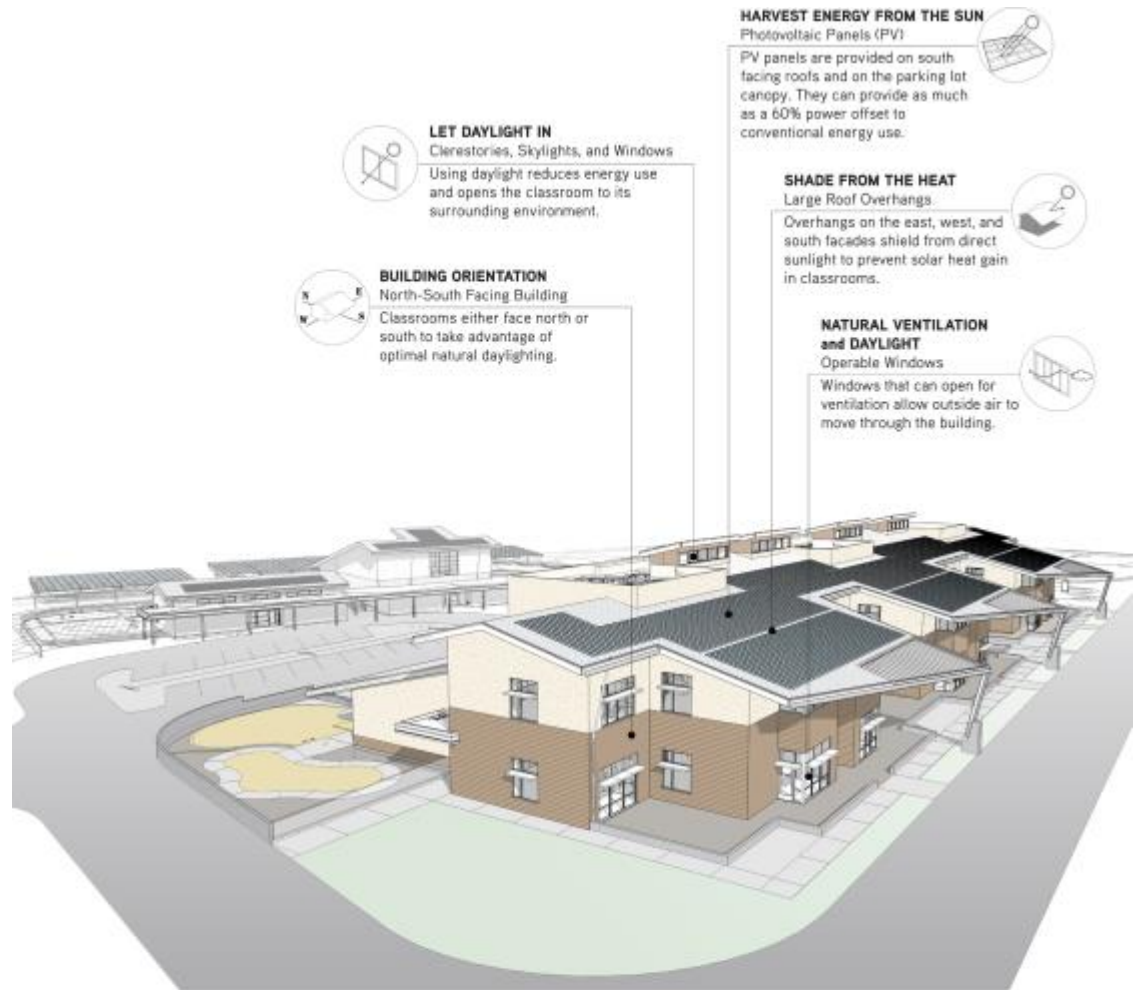 HARVEST ENERGY FROM THE SUN
Photovoltaic Panels (PV)
PV panels are provided on south
facing roofs and on the parking lot
canopy. They can provide as much
as a 60% power offset to
conventional energy use.
LET DAYLIGHT IN
Clerestories, Skylights, and Windows
Using daylight reduces energy use
and opens the classroom to its
surrounding environment.
SHADE FROM THE HEAT
Large Roof Overhangs
Overhangs on the east, west, and
south facades shield from direct
sunlight to prevent solar heat gain
in classrooms.
BUILDING ORIENTATION
North-South Facing Building
Classrooms either face north or
south to take advantage of
optimal natural daylighting.
N E
W S
NATURAL VENTILATION
and DAYLIGHT
Operable Windows
Windows that can open for
ventilation allow outside air to
move through the building.